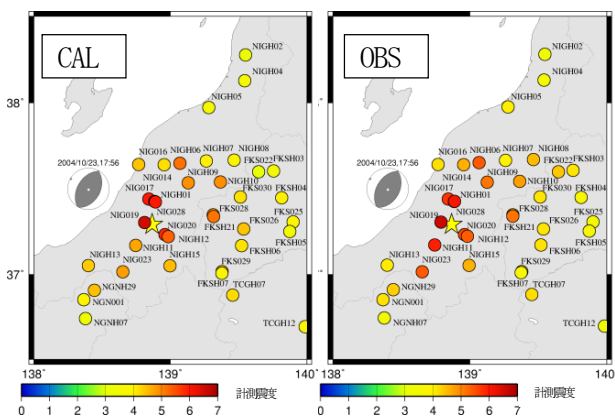 CAL
NIGH02
NIGH04
NIGH05
38°
NIG016
NIGH06
NIGH07
NIGH08
FKS022
FKSH03
2004/10/23,17:56
NIG014
NIGH09
NIGH10
NIG017
NIGH01
FKS030
FKSH04
NIG019
NIG028
FKS028
FKSH21
FKS026
FKS031
NIG020
NIGH12
FKSH05
NIGH11
FKSH06
NIGH13
NIG023
NIGH15
FKS029
37°
FKSH07
NGNH29
TCGH07
NGN001
NGNH07
TCGH12
138°
139°
140
0 1 2 3 4 5 6 7
計測震度
OBS
NIGH02
NIGH04
NIGH05
38°
NIG016
NIGH06
NIGH07
NIGH08
FKS022
FKSH03
2004/10/23,17:56
NIG014
NIGH09
NIGH10
NIG017
NIGH01
FKS030
FKSH04
NIG019
NIG028
FKS028
FKSH21
FKS026
FKS031
NIG020
NIGH12
FKSH05
NIGH11
FKSH06
NIGH13
NIG023
NIGH15
FKS029
37°
FKSH07
NGNH29
TCGH07
NGN001
NGNH07
TCGH12
138°
139°
140
0 1 2 3 4 5 6 7
計測震度